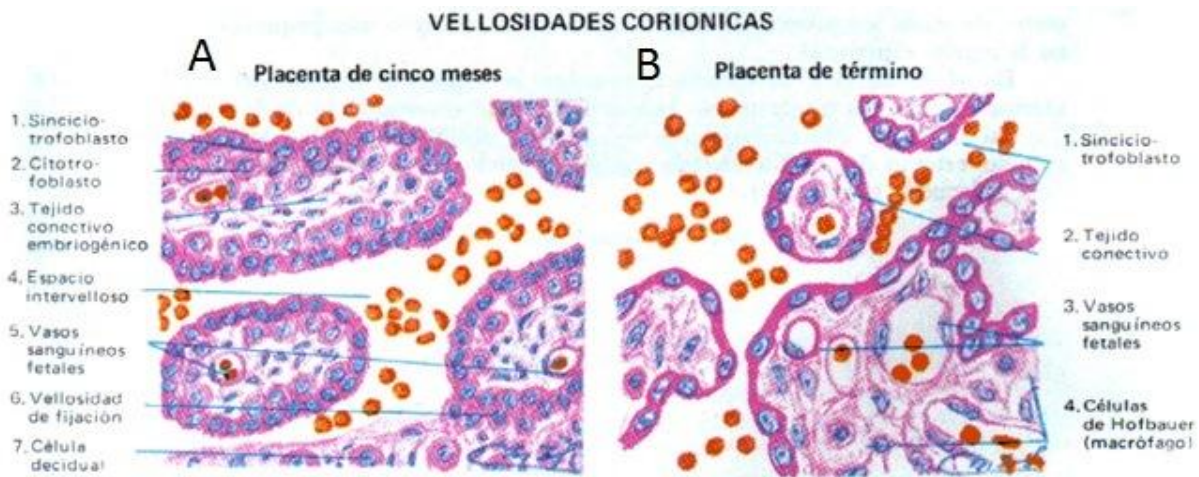 VELLOSIDADES CORIONICAS
A
Placenta de cinco meses
1. Sincicio-
trofoblasto
2. Citotro-
foblasto
3. Tejido
conectivo
embriogénico
4. Espacio
intervelloso
5. Vasos
sanguíneos
fetales
6. Vellosidad
de fijación
7. Célula
decidual
B
Placenta de término
1. Sincicio-
trofoblasto
2. Tejido
conectivo
3. Vasos
sanguíneos
fetales
4. Células
de Hofbauer
(macrófago)